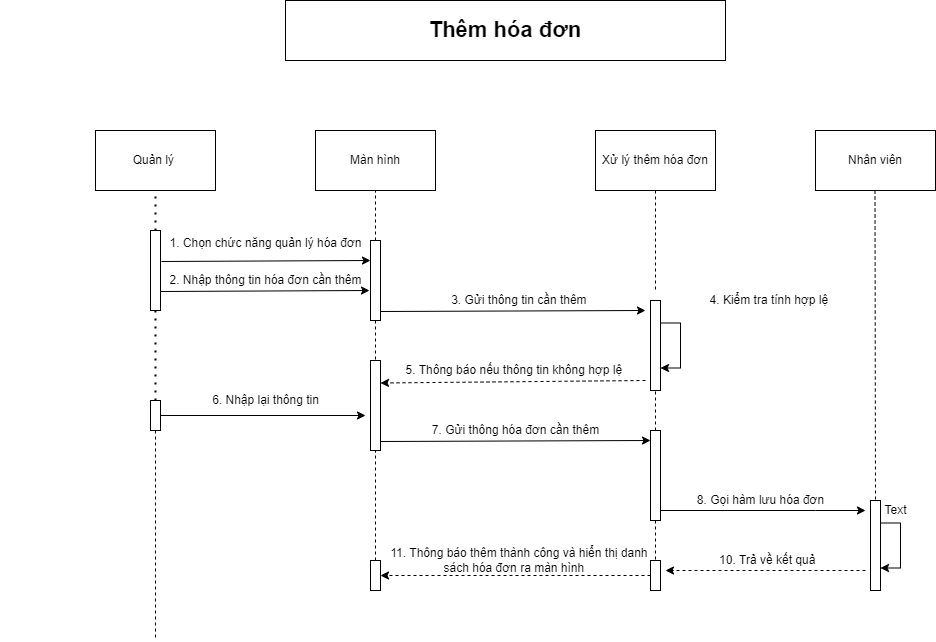 Thêm hóa đơn
Quản lý
Màn hình
Xử lý thêm hóa đơn
Nhân viên
1. Chọn chức năng quản lý hóa đơn
2. Nhập thông tin hóa đơn cần thêm
3. Gửi thông tin cần thêm
4. Kiểm tra tính hợp lệ
5. Thông báo nếu thông tin không hợp lệ
6. Nhập lại thông tin
7. Gửi thông hóa đơn cần thêm
8. Gọi hàm lưu hóa đơn
Text
10. Trả về kết quả
11. Thông báo thêm thành công và hiển thị danh
sách hóa đơn ra màn hình